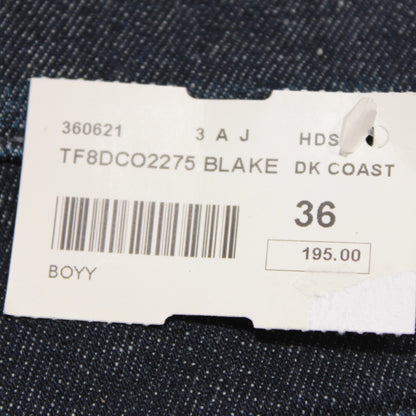 360621 3 A J HDS
TF8DCO2275 BLAKE DK COAST
36
195.00
BOYY